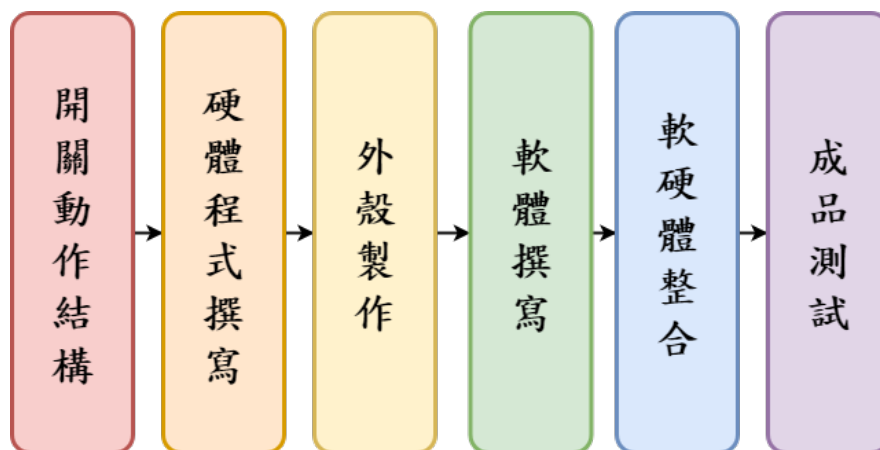 開關動作結構
硬體程式撰寫
外殼製作
軟體撰寫
軟硬體整合
成品測試